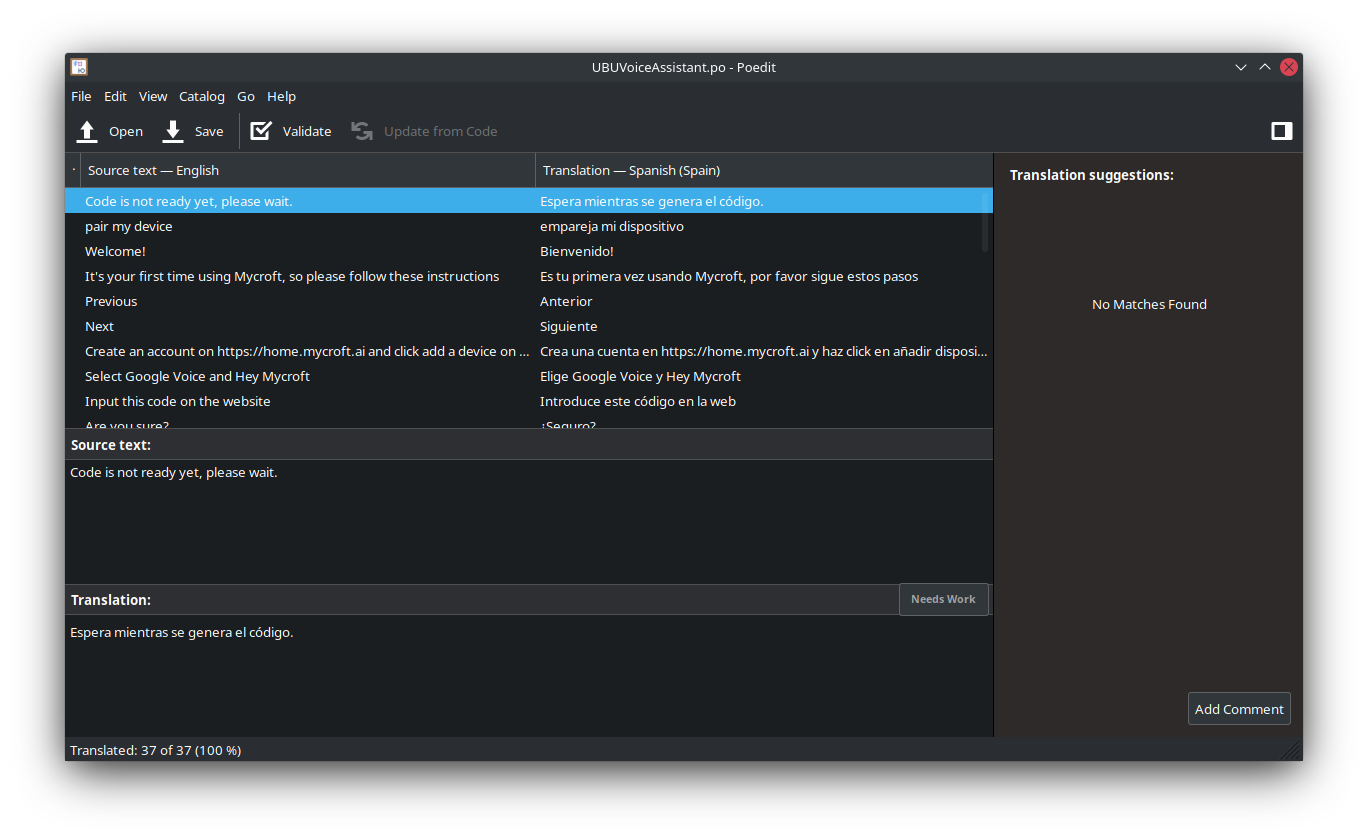 UBUVoiceAssistant.po - Poedit
File Edit View Catalog Go Help
Open Save Validate Update from Code
· Source text — English Translation — Spanish (Spain)
Code is not ready yet, please wait. Espera mientras se genera el código.
pair my device empareja mi dispositivo
Welcome! Bienvenido!
It's your first time using Mycroft, so please follow these instructions Es tu primera vez usando Mycroft, por favor sigue estos pasos
Previous Anterior
Next Siguiente
Create an account on https://home.mycroft.ai and click add a device on ... Crea una cuenta en https://home.mycroft.ai y haz click en añadir disposi...
Select Google Voice and Hey Mycroft Elige Google Voice y Hey Mycroft
Input this code on the website Introduce este código en la web
Are you sure? ¿Seguro?
Source text:
Code is not ready yet, please wait.
Translation: Needs Work
Espera mientras se genera el código.
Translated: 37 of 37 (100 %)
Translation suggestions:
No Matches Found
Add Comment